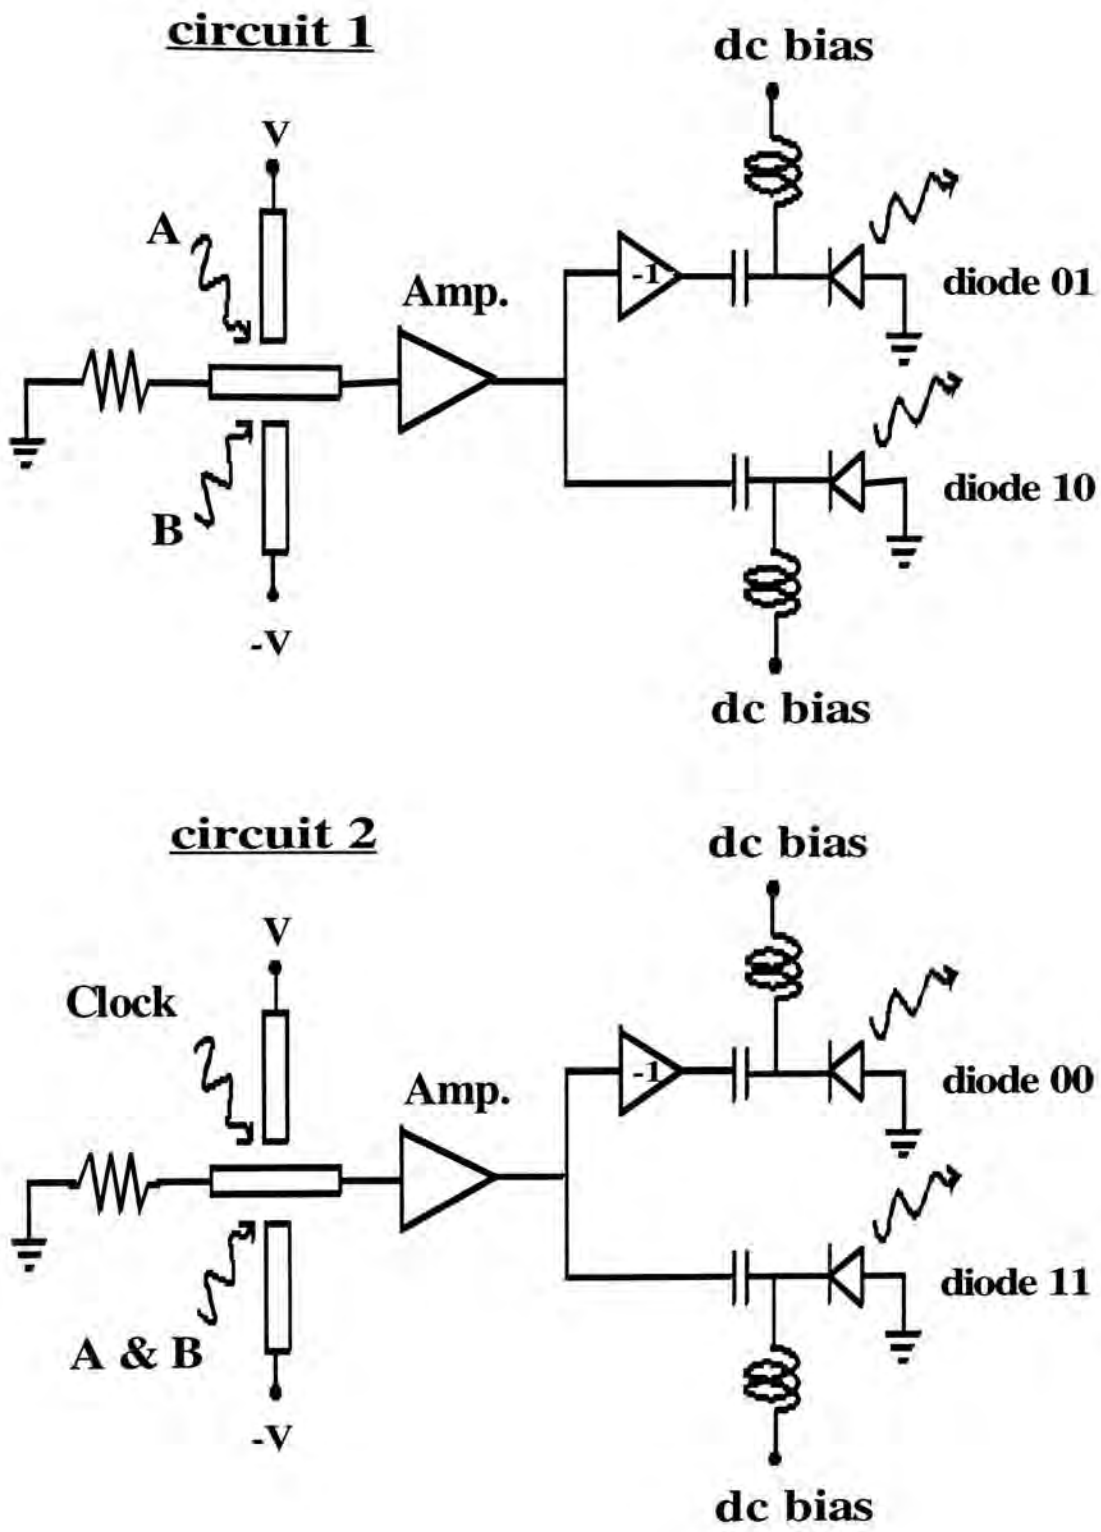 circuit 1
dc bias
V
A
Amp.
-1
diode 01
B
diode 10
-V
dc bias
circuit 2
dc bias
V
Clock
Amp.
-1
diode 00
A & B
diode 11
-V
dc bias